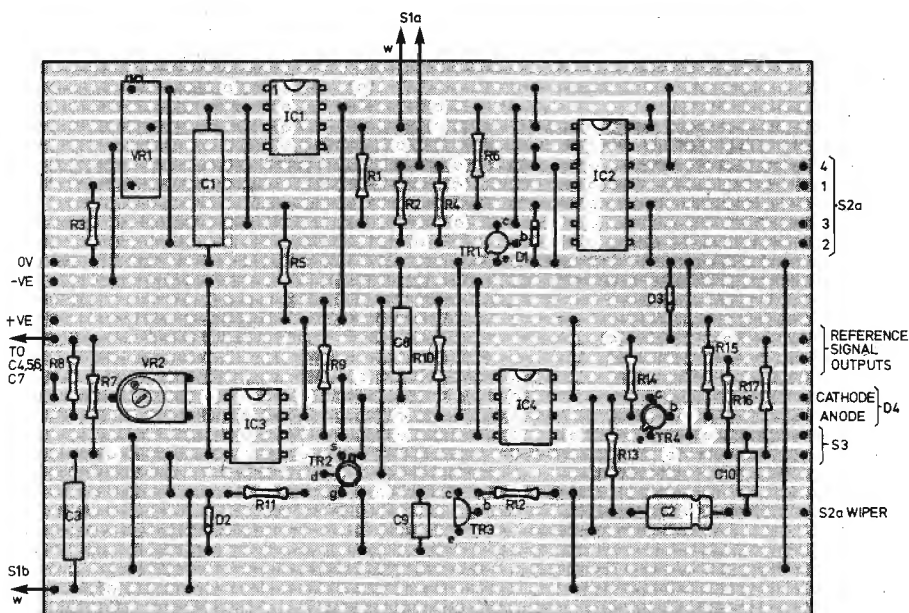 S1a
w
1
IC1
VR1
C1
R1
R6
IC2
R2
R4
R3
4
1
S2a
3
2
c
b
TR1
e
D1
R5
0V
-VE
D3
+VE
TO
C4,5,6
C7
R8
R7
VR2
R9
C8
R10
R14
R15
R16
R17
REFERENCE
SIGNAL
OUTPUTS
CATHODE
ANODE
D4
IC3
IC4
c
b
TR4
e
S3
s
TR2
d
g
R13
C10
C3
D2
R11
C9
c
b
TR3
e
R12
C2
S2a WIPER
S1b
w